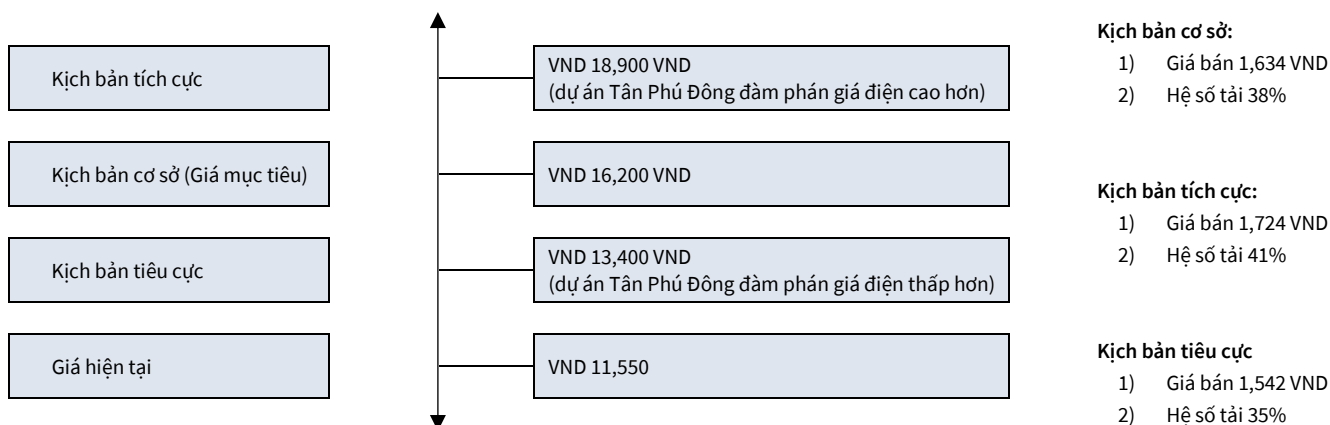 Kịch bản tích cực
VND 18,900 VND
(dự án Tân Phú Đông đàm phán giá điện cao hơn)
Kịch bản cơ sở (Giá mục tiêu)
VND 16,200 VND
Kịch bản tiêu cực
VND 13,400 VND
(dự án Tân Phú Đông đàm phán giá điện thấp hơn)
Giá hiện tại
VND 11,550
Kịch bản cơ sở:
1) Giá bán 1,634 VND
2) Hệ số tải 38%
Kịch bản tích cực:
1) Giá bán 1,724 VND
2) Hệ số tải 41%
Kịch bản tiêu cực
1) Giá bán 1,542 VND
2) Hệ số tải 35%